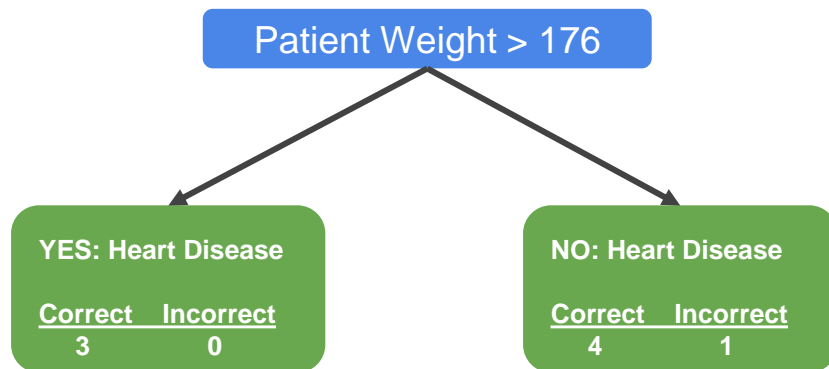 Patient Weight > 176
YES: Heart Disease
Correct Incorrect
3 0
NO: Heart Disease
Correct Incorrect
4 1